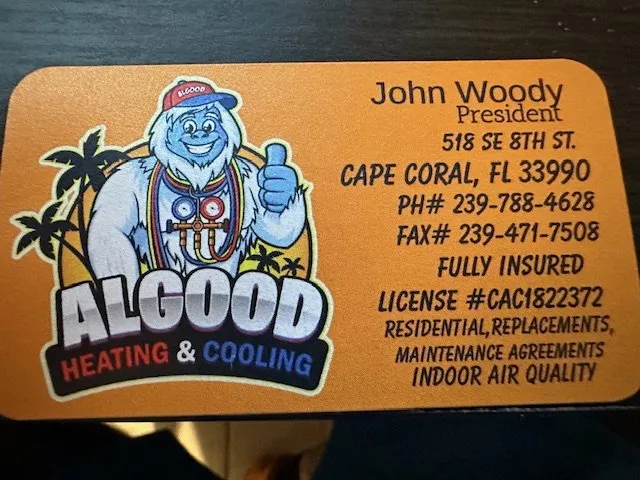 ALGOOD
ALGOOD
HEATING & COOLING
John Woody
President
518 SE 8TH ST.
CAPE CORAL, FL 33990
PH# 239-788-4628
FAX# 239-471-7508
FULLY INSURED
LICENSE #CAC1822372
RESIDENTIAL,REPLACEMENTS,
MAINTENANCE AGREEMENTS
INDOOR AIR QUALITY